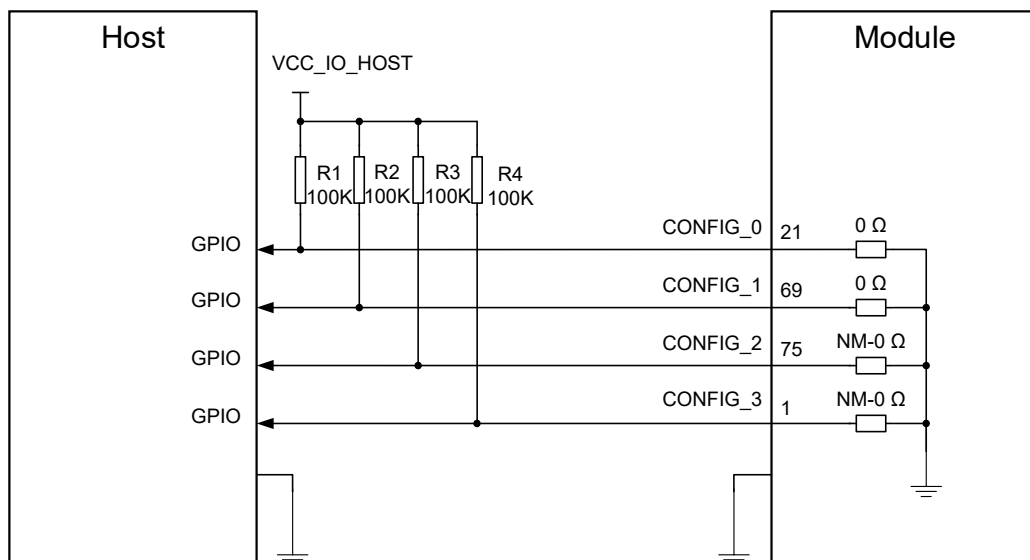 Host
Module
VCC_IO_HOST
R1 R2 R3 R4
100K 100K 100K 100K
GPIO CONFIG_0 21 0 Ω
GPIO CONFIG_1 69 0 Ω
GPIO CONFIG_2 75 NM-0 Ω
GPIO CONFIG_3 1 NM-0 Ω